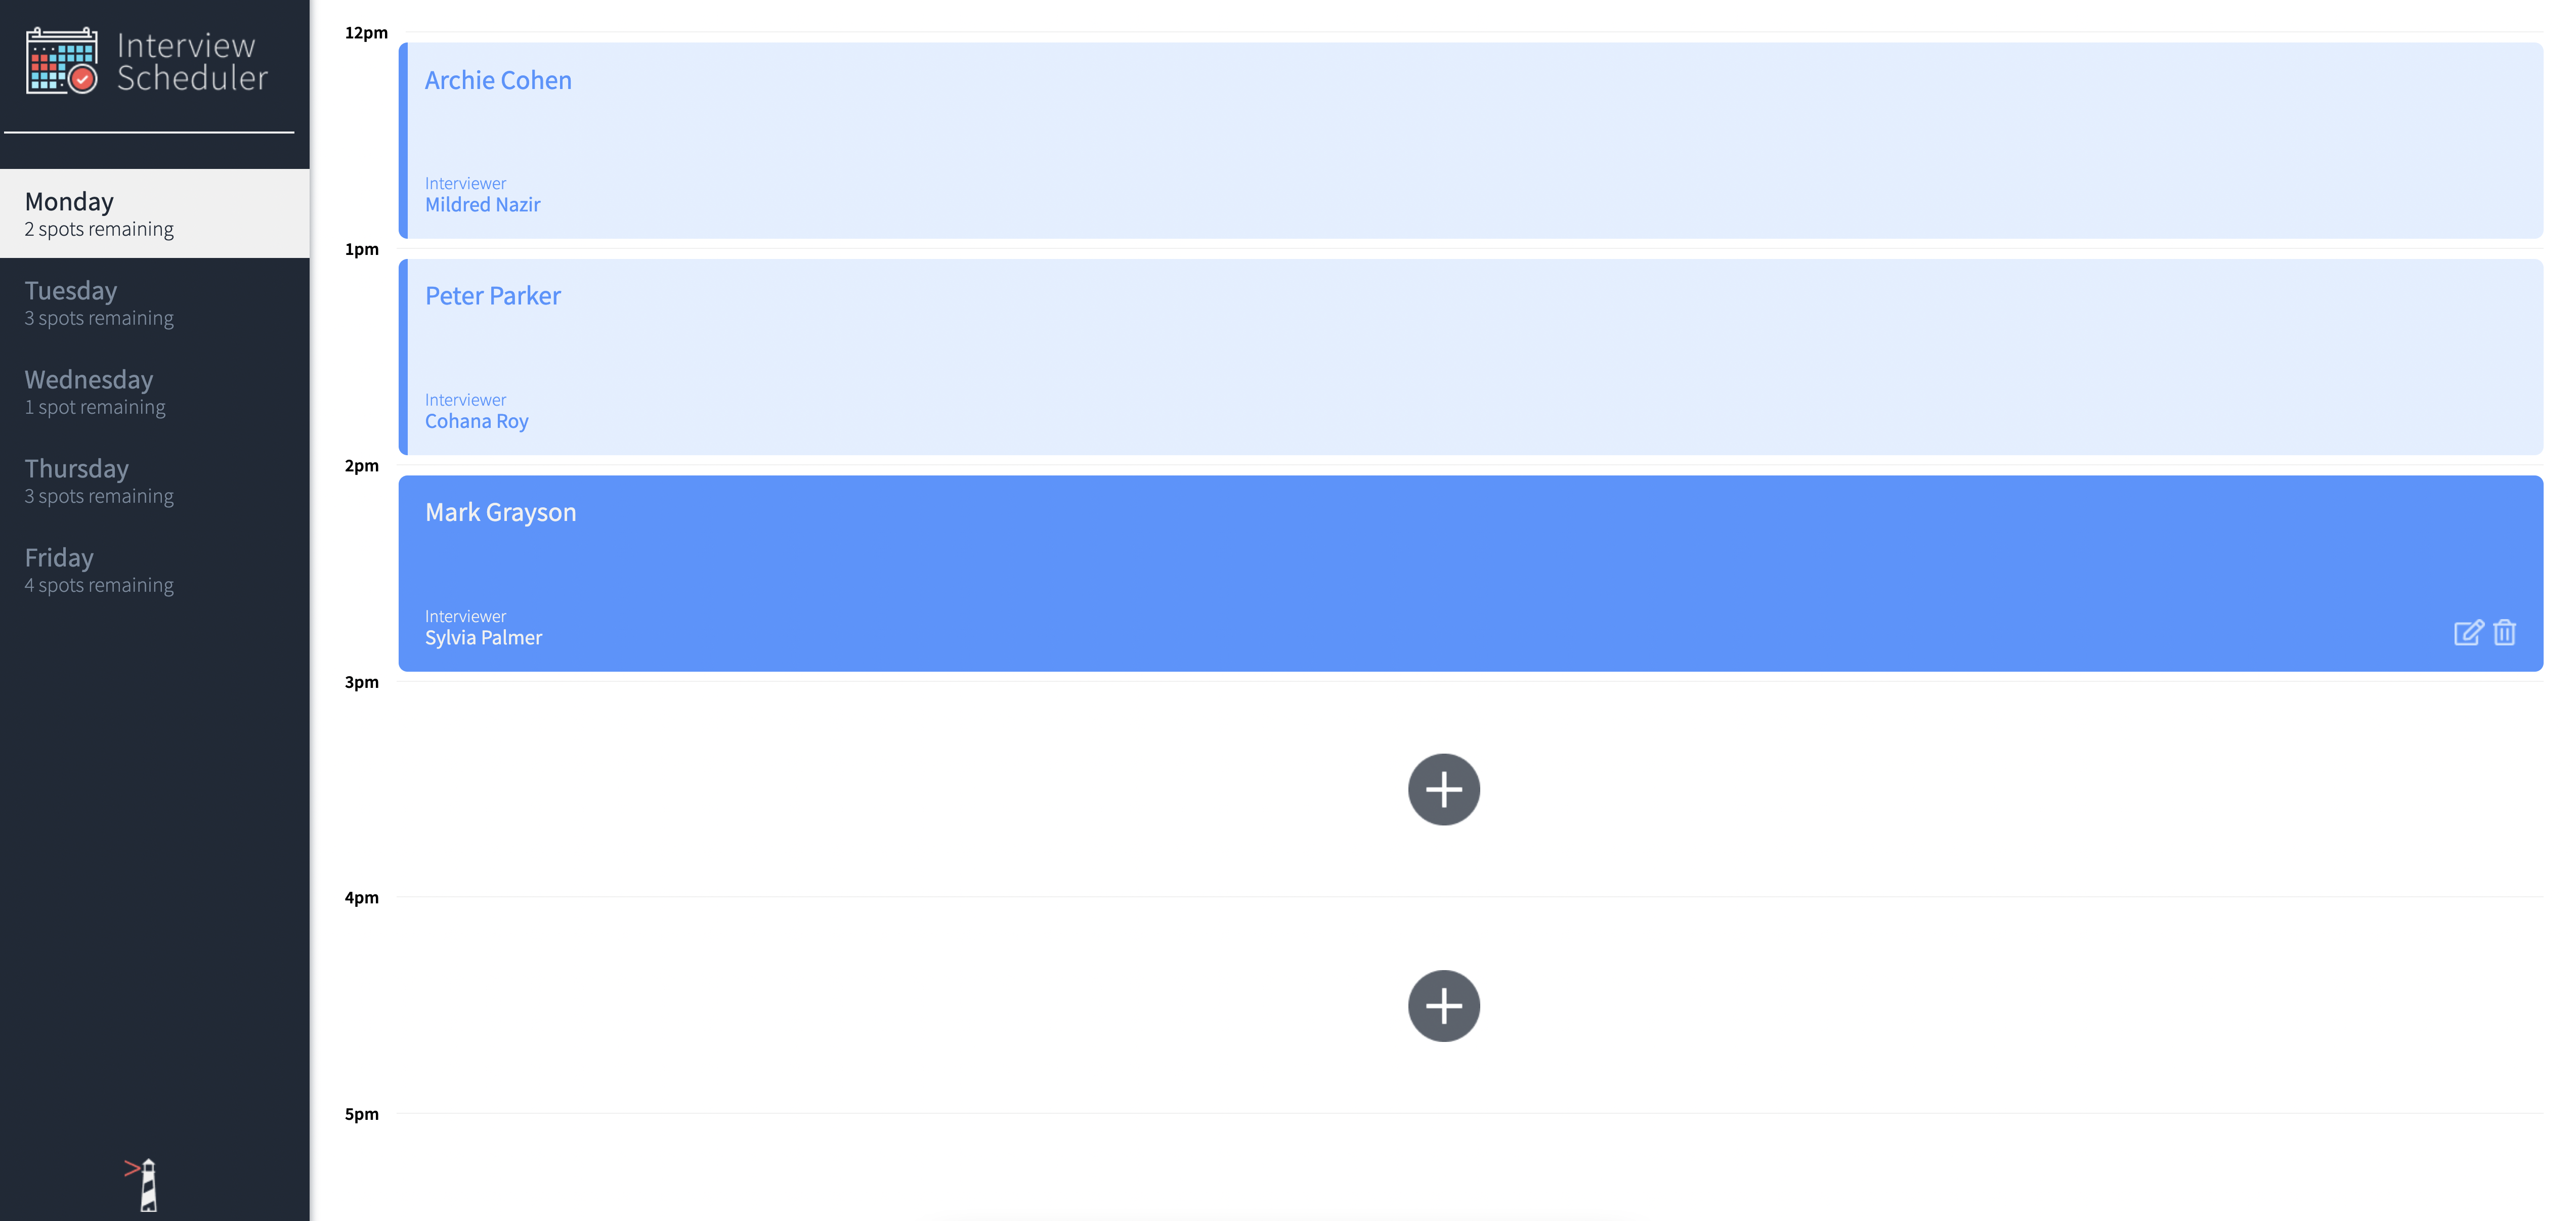 Interview
Scheduler
Monday
2 spots remaining
Tuesday
3 spots remaining
Wednesday
1 spot remaining
Thursday
3 spots remaining
Friday
4 spots remaining
12pm
Archie Cohen
Interviewer
Mildred Nazir
1pm
Peter Parker
Interviewer
Cohana Roy
2pm
Mark Grayson
Interviewer
Sylvia Palmer
3pm
4pm
5pm